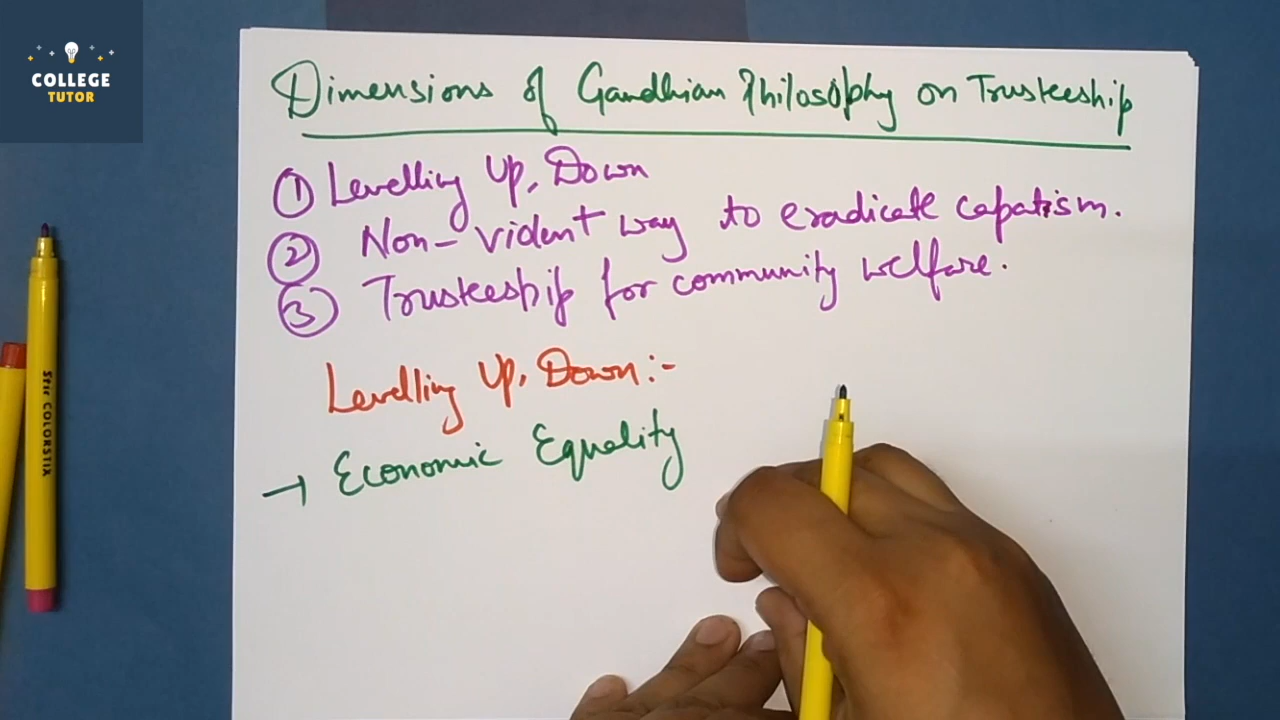 COLLEGE
TUTOR
Dimensions of Gandhian Philosophy on Trusteeship
① Levelling Up, Down
② Non-vident way to eradicate capatism.
③ Trusteeship for community welfare.
Levelling Up, Down:-
→ Economic Equality
Stic COLORSTIX